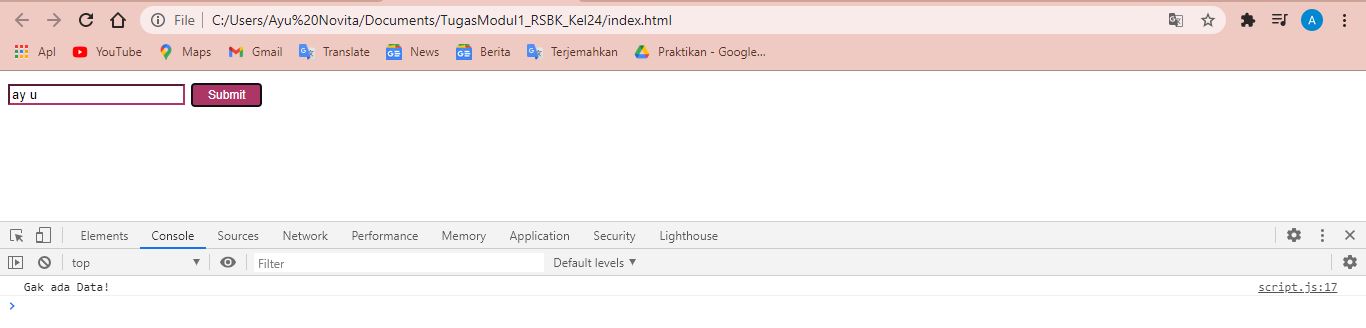 File C:/Users/Ayu%20Novita/Documents/TugasModul1_RSBK_Kel24/index.html A
Apl YouTube Maps Gmail Translate News Berita Terjemahkan Praktikan - Google...
ay u Submit
Elements Console Sources Network Performance Memory Application Security Lighthouse
top Filter Default levels
Gak ada Data! script.js:17